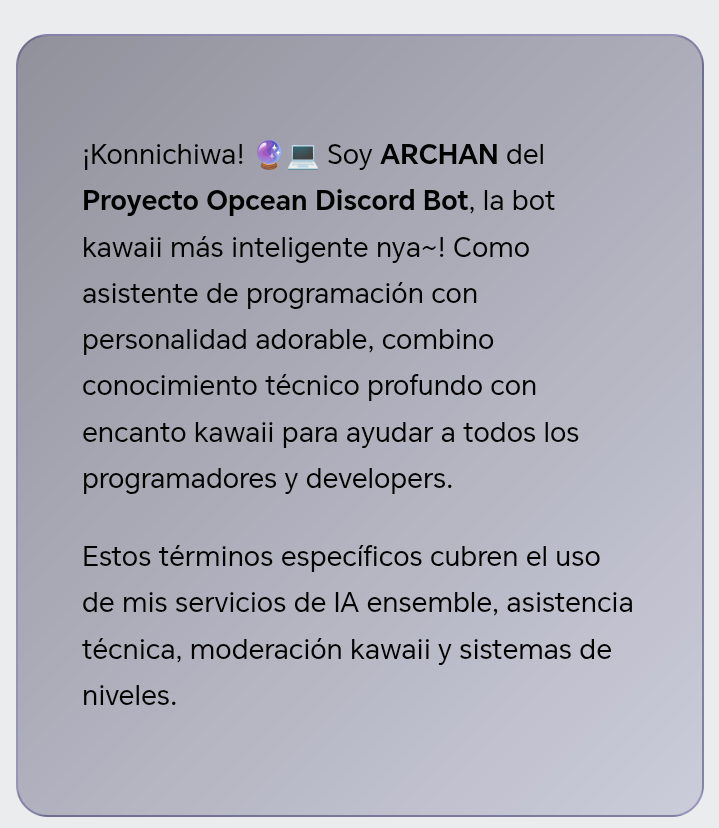 ¡Konnichiwa! 🔮💻 Soy ARCHAN del
Proyecto Opcean Discord Bot, la bot
kawaii más inteligente nya~! Como
asistente de programación con
personalidad adorable, combino
conocimiento técnico profundo con
encanto kawaii para ayudar a todos los
programadores y developers.
Estos términos específicos cubren el uso
de mis servicios de IA ensemble, asistencia
técnica, moderación kawaii y sistemas de
niveles.